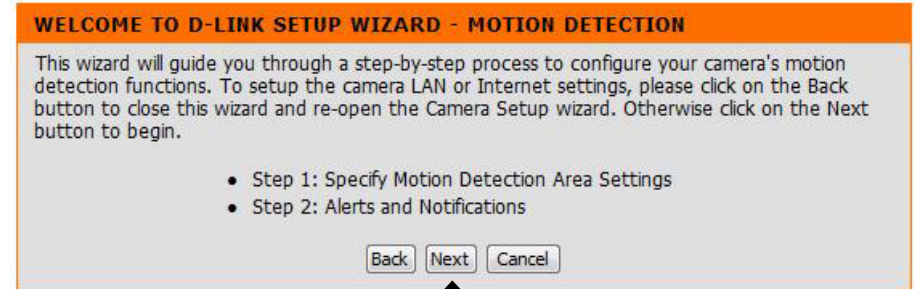 WELCOME TO D-LINK SETUP WIZARD - MOTION DETECTION
This wizard will guide you through a step-by-step process to configure your camera's motion
detection functions. To setup the camera LAN or Internet settings, please click on the Back
button to close this wizard and re-open the Camera Setup wizard. Otherwise click on the Next
button to begin.
• Step 1: Specify Motion Detection Area Settings
• Step 2: Alerts and Notifications
Back Next Cancel